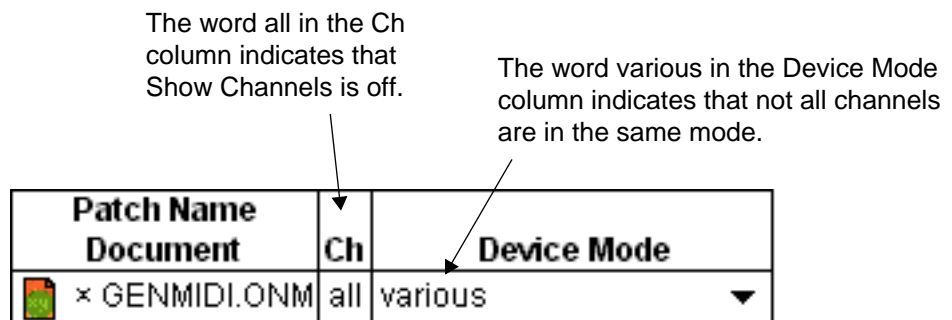 The word all in the Ch
column indicates that
Show Channels is off.
The word various in the Device Mode
column indicates that not all channels
are in the same mode.
Patch Name
Document Ch Device Mode
× GENMIDI.ONM all various